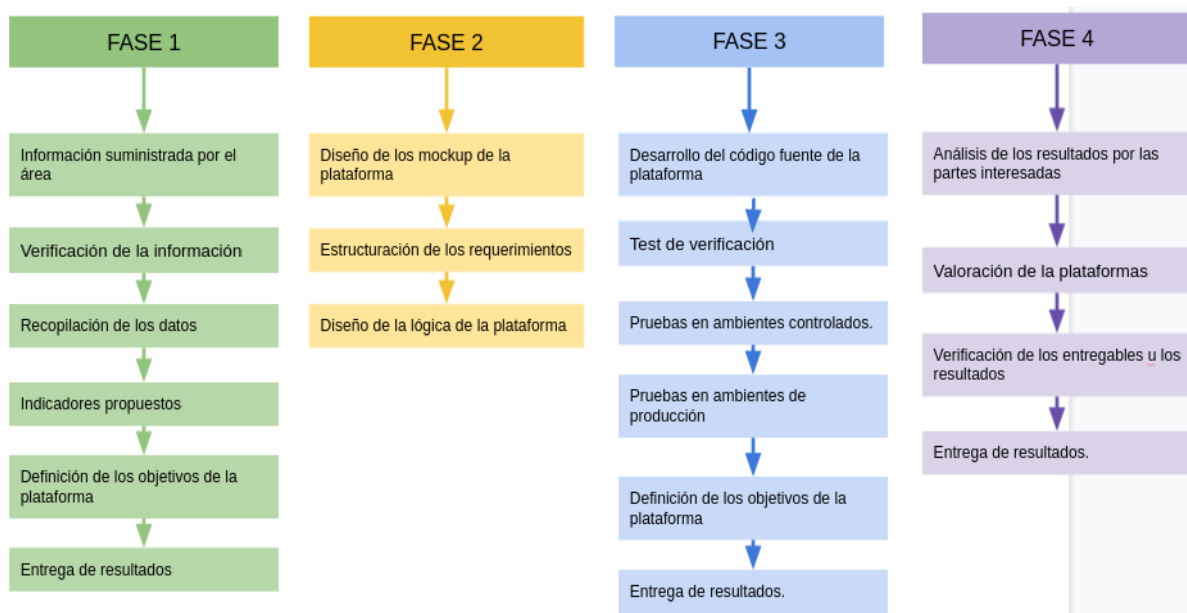 FASE 1
Información suministrada por el
área
Verificación de la información
Recopilación de los datos
Indicadores propuestos
Definición de los objetivos de la
plataforma
Entrega de resultados
FASE 2
Diseño de los mockup de la
plataforma
Estructuración de los requerimientos
Diseño de la lógica de la plataforma
FASE 3
Desarrollo del código fuente de la
plataforma
Test de verificación
Pruebas en ambientes controlados.
Pruebas en ambientes de
producción
Definición de los objetivos de la
plataforma
Entrega de resultados.
FASE 4
Análisis de los resultados por las
partes interesadas
Valoración de la plataformas
Verificación de los entregables u los
resultados
Entrega de resultados.